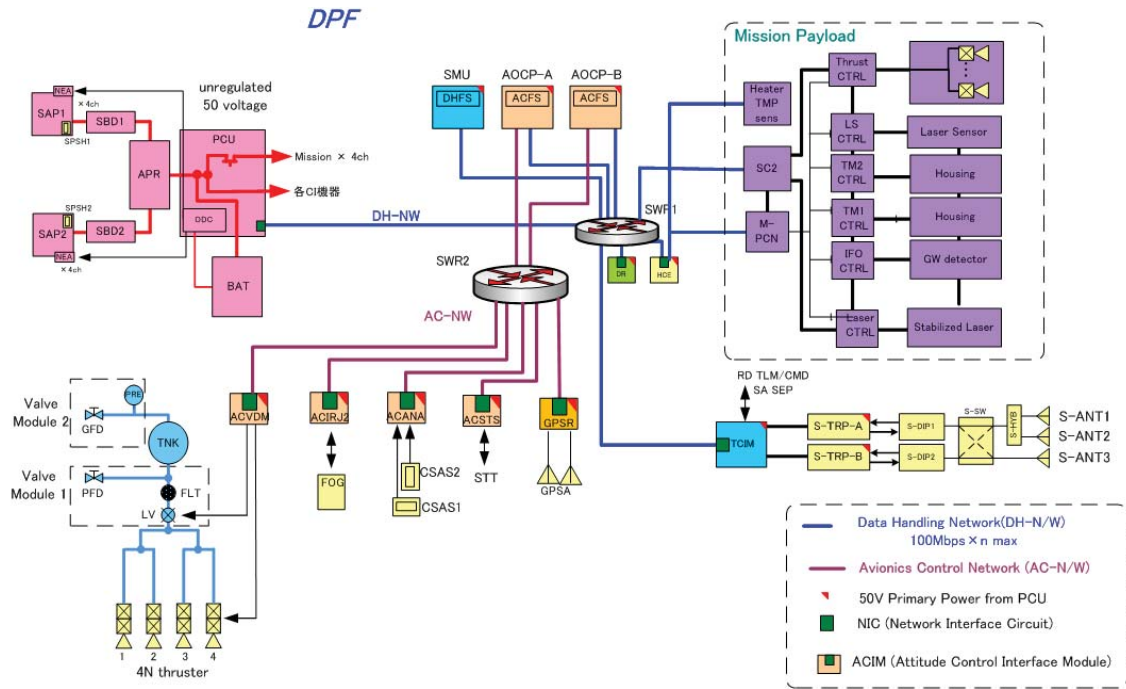 DPF
NEA
× 4ch
SAP1
SPSH1
SBD1
unregulated
50 voltage
PCU
Mission × 4ch
各CI機器
APR
DDC
SPSH2
SAP2
SBD2
NEA
× 4ch
BAT
DH-NW
SMU
DHFS
AOCP-A
ACFS
AOCP-B
ACFS
SWR1
DR
HCE
SWR2
AC-NW
Mission Payload
Heater
TMP
sens
SC2
M-
PCN
Thrust
CTRL
LS
CTRL
Laser Sensor
TM2
CTRL
Housing
TM1
CTRL
Housing
IFO
CTRL
GW detector
Laser
CTRL
Stabilized Laser
Valve
Module 2
PRE
GFD
TNK
Valve
Module 1
PFD
FLT
LV
1
2
3
4
4N thruster
ACVDM
ACIRJ2
FOG
ACANA
CSAS2
CSAS1
ACSTS
STT
GPSR
GPSA
RD TLM/CMD
SA SEP
TCIM
S-TRP-A
S-TRP-B
S-DIP1
S-DIP2
S-SW
S-HYB
S-ANT1
S-ANT2
S-ANT3
Data Handling Network(DH-N/W)
100Mbps×n max
Avionics Control Network (AC-N/W)
50V Primary Power from PCU
NIC (Network Interface Circuit)
ACIM (Attitude Control Interface Module)